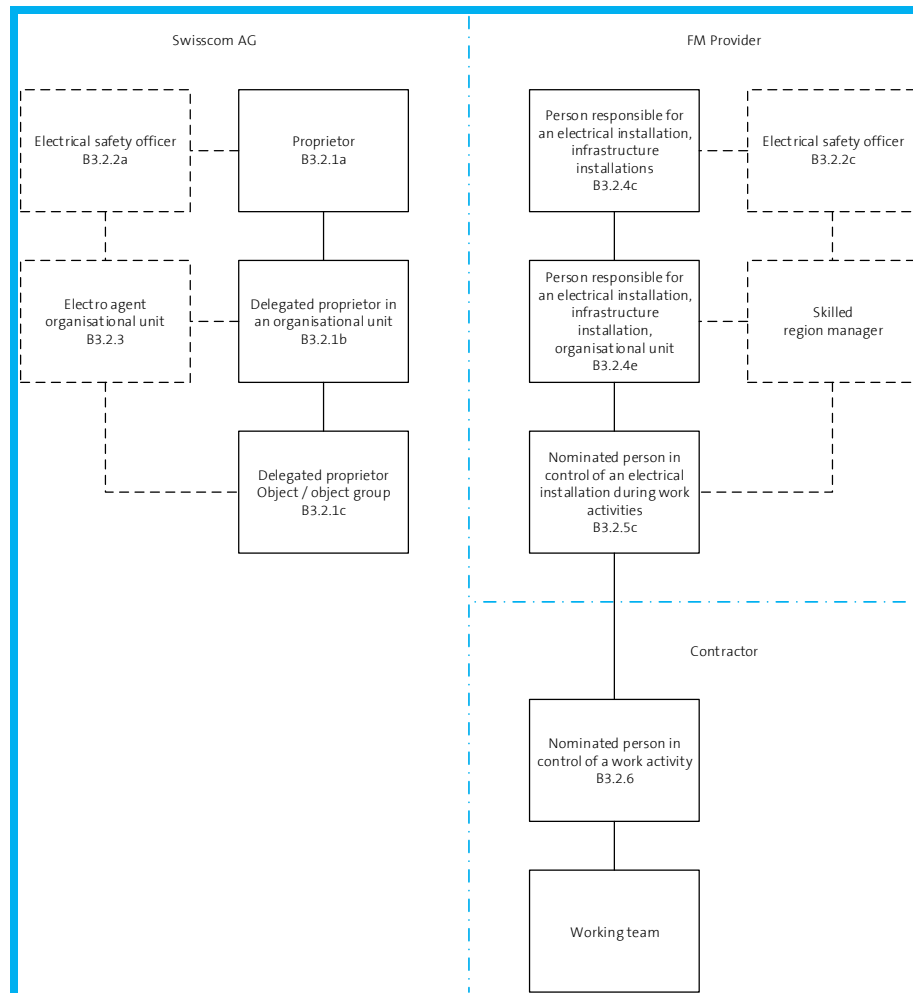 Swisscom AG
FM Provider
Electrical safety officer
B3.2.2a
Proprietor
B3.2.1a
Person responsible for
an electrical installation,
infrastructure
installations
B3.2.4c
Electrical safety officer
B3.2.2c
Electro agent
organisational unit
B3.2.3
Delegated proprietor in
an organisational unit
B3.2.1b
Person responsible for
an electrical installation,
infrastructure
installation,
organisational unit
B3.2.4e
Skilled
region manager
Delegated proprietor
Object / object group
B3.2.1c
Nominated person in
control of an electrical
installation during work
activities
B3.2.5c
Contractor
Nominated person in
control of a work activity
B3.2.6
Working team